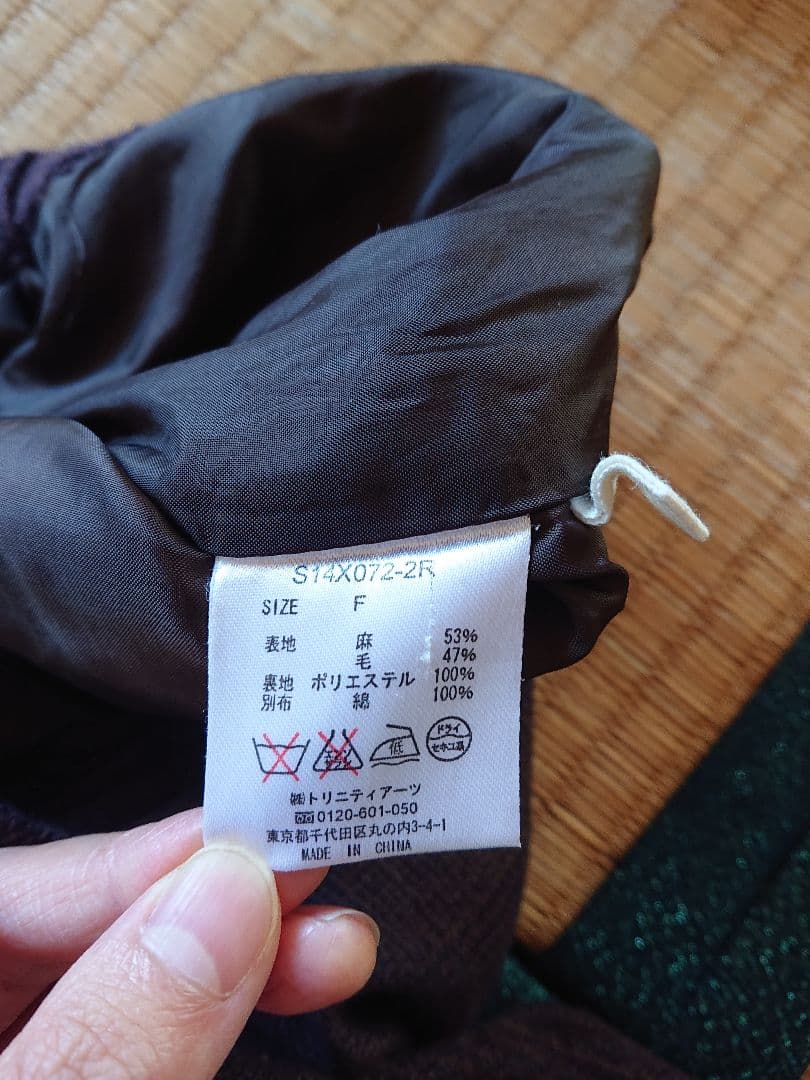 S14X072-2R
SIZE F
表地 麻 53%
毛 47%
裏地 ポリエステル 100%
別布 綿 100%
低 ドライ
セキユ系
㈱トリニティアーツ
0120-601-050
東京都千代田区丸の内3-4-1
MADE IN CHINA